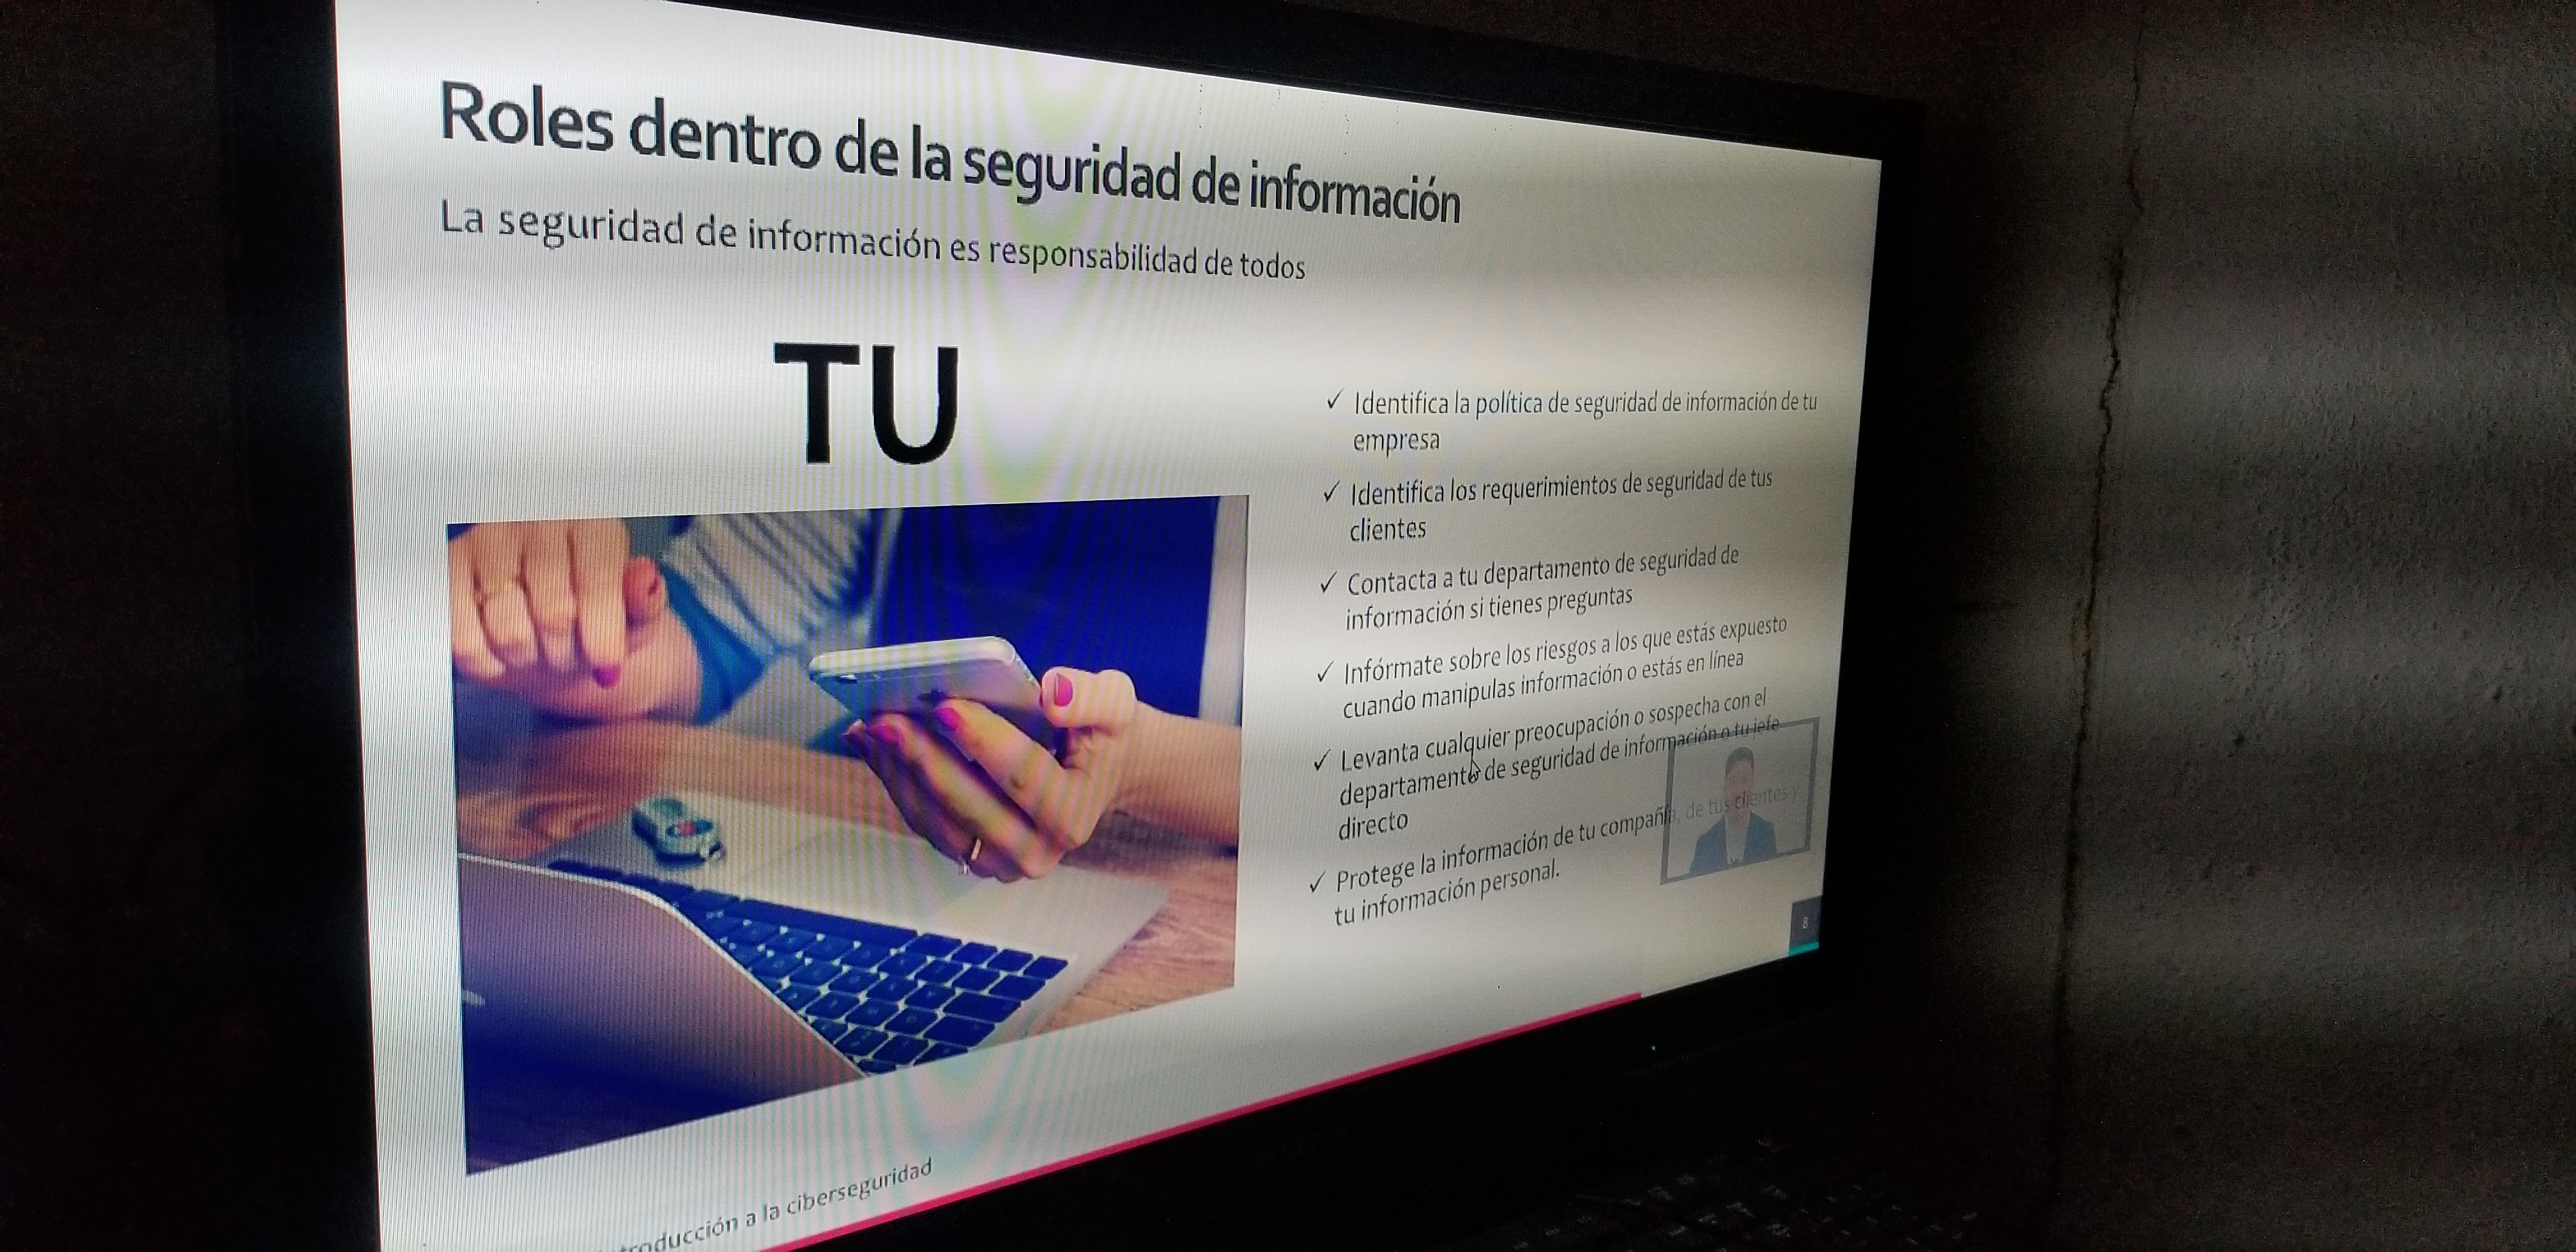 Roles dentro de la seguridad de información
La seguridad de información es responsabilidad de todos
TU
✓ Identifica la política de seguridad de información de tu
empresa
✓ Identifica los requerimientos de seguridad de tus
clientes
✓ Contacta a tu departamento de seguridad de
información si tienes preguntas
✓ Infórmate sobre los riesgos a los que estás expuesto
cuando manipulas información o estás en línea
✓ Levanta cualquier preocupación o sospecha con el
departamento de seguridad de información o tu jefe
directo
✓ Protege la información de tu compañía, de tus clientes y
tu información personal.
8
troducción a la ciberseguridad